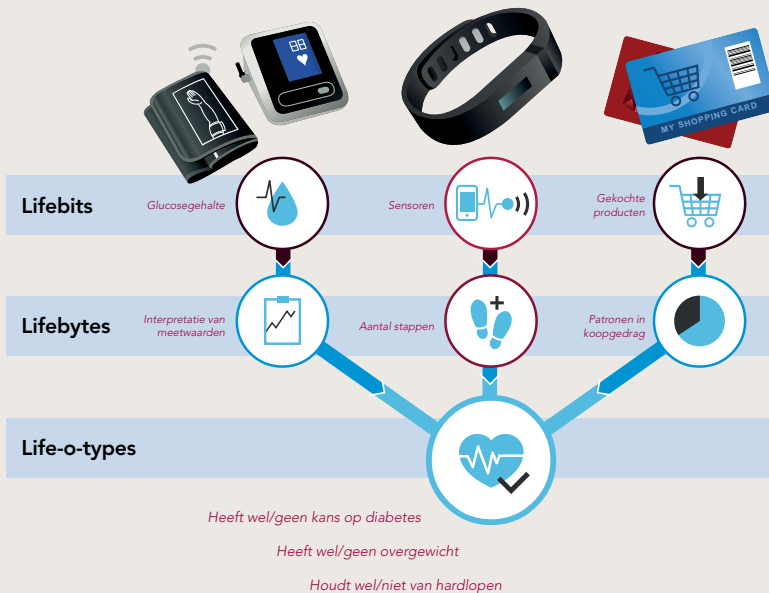 88
MY SHOPPING CARD
Lifebits
Glucosegehalte
Sensoren
Gekochte
producten
Lifebytes
Interpretatie van
meetwaarden
Aantal stappen
Patronen in
koopgedrag
Life-o-types
Heeft wel/geen kans op diabetes
Heeft wel/geen overgewicht
Houdt wel/niet van hardlopen